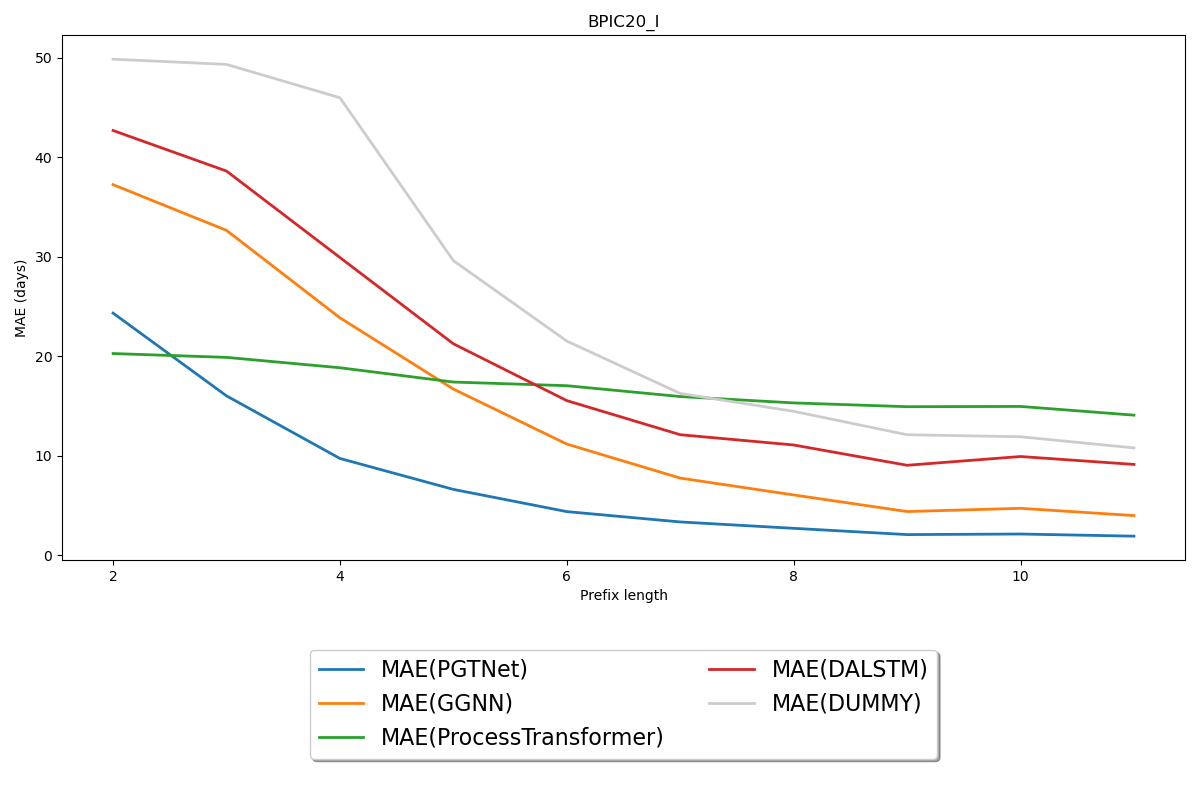 BPIC20_I
50
40
30
20
10
0
MAE (days)
2 4 6 8 10
Prefix length
MAE(PGTNet)
MAE(GGNN)
MAE(ProcessTransformer)
MAE(DALSTM)
MAE(DUMMY)